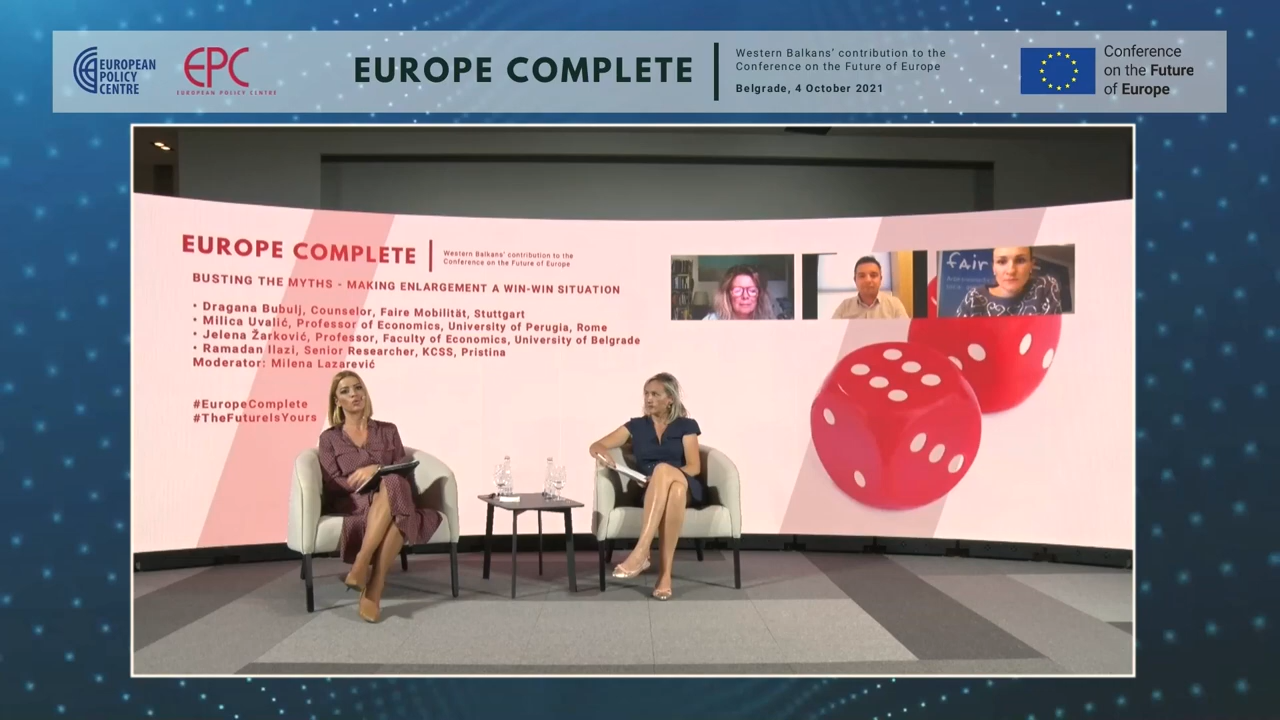 EUROPEAN
POLICY
CENTRE
EPC
EUROPEAN POLICY CENTRE
EUROPE COMPLETE
Western Balkans' contribution to the
Conference on the Future of Europe
Belgrade, 4 October 2021
Conference
on the Future
of Europe
EUROPE COMPLETE
Western Balkans' contribution to the
Conference on the Future of Europe
BUSTING THE MYTHS - MAKING ENLARGEMENT A WIN-WIN SITUATION
• Dragana Bubulj, Counselor, Faire Mobilität, Stuttgart
• Milica Uvalić, Professor of Economics, University of Perugia, Rome
• Jelena Žarković, Professor, Faculty of Economics, University of Belgrade
• Ramadan Ilazi, Senior Researcher, KCSS, Pristina
Moderator: Milena Lazarević
#EuropeComplete
#TheFutureIsYours
FAIR